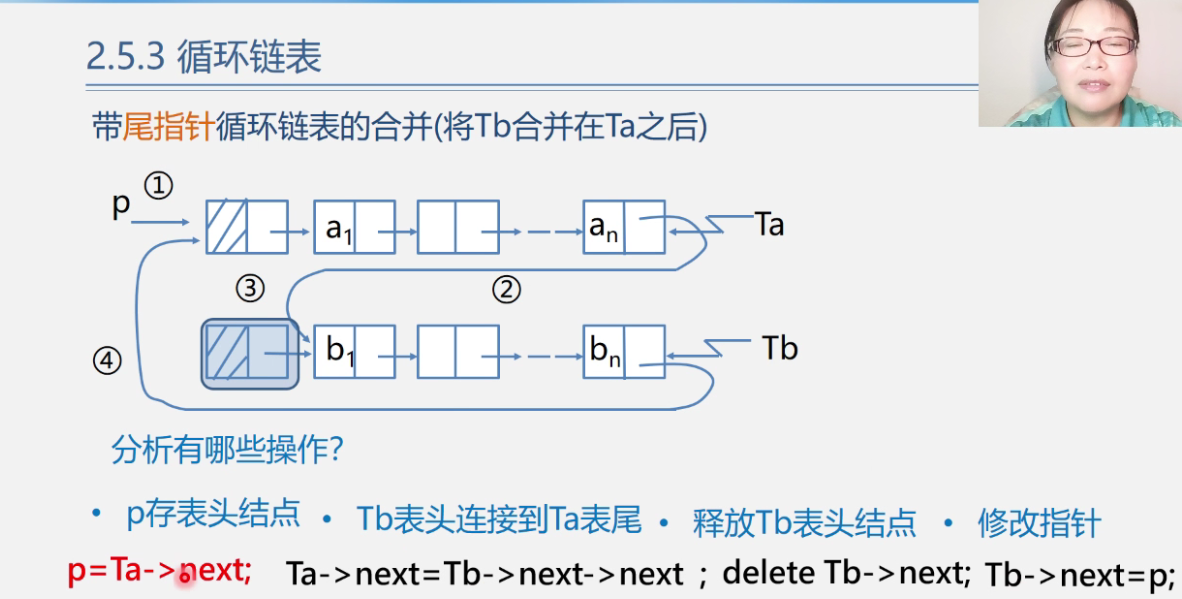 2.5.3 循环链表
带尾指针循环链表的合并(将Tb合并在Ta之后)
p ①
a₁ aₙ Ta
③ ②
b₁ bₙ Tb
④
分析有哪些操作?
• p存表头结点 • Tb表头连接到Ta表尾 • 释放Tb表头结点 • 修改指针
p=Ta->next; Ta->next=Tb->next->next ; delete Tb->next; Tb->next=p;